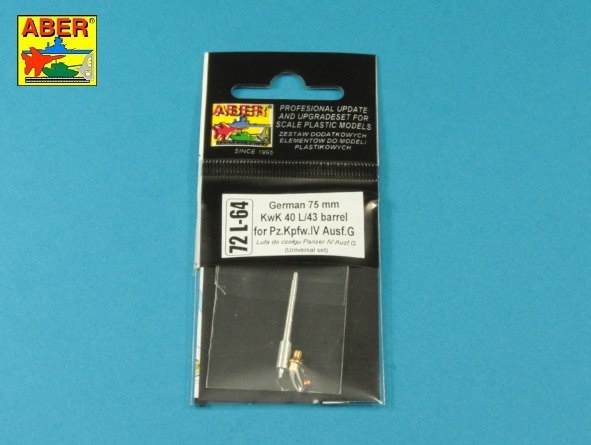 ABER®
ABER®
SINCE 1995
PROFESIONAL UPDATE
AND UPGRADESET FOR
SCALE PLASTIC MODELS
ZESTAW DODATKOWYCH
ELEMENTÓW DO MODELI
PLASTIKOWYCH
72 L-64
German 75 mm
KwK 40 L/43 barrel
for Pz.Kpfw.IV Ausf.G
Lufa do czołgu Panzer IV Ausf.G
(Universal set)